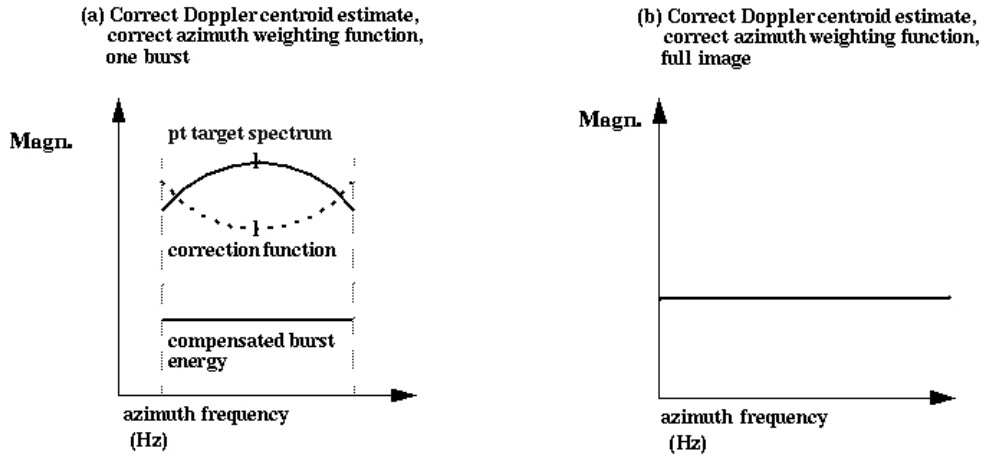 (a) Correct Doppler centroid estimate,
correct azimuth weighting function,
one burst
Magn.
pt target spectrum
correction function
compensated burst
energy
azimuth frequency
(Hz)
(b) Correct Doppler centroid estimate,
correct azimuth weighting function,
full image
Magn.
azimuth frequency
(Hz)